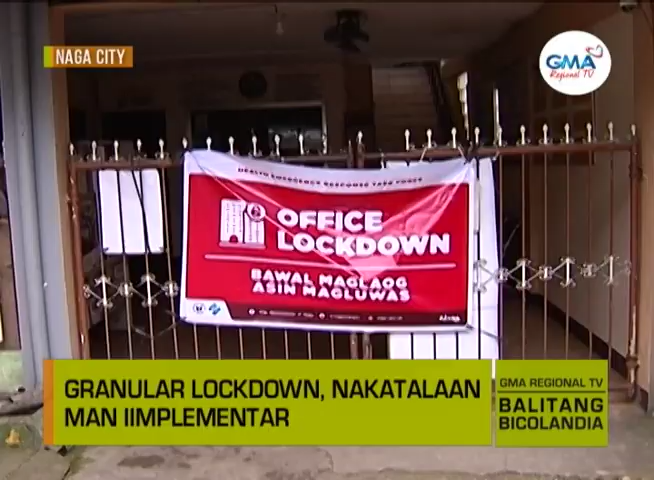 NAGA CITY
GMA
Regional TV
HEALTH EMERGENCY RESPONSE TASK FORCE
OFFICE
LOCKDOWN
BAWAL MAGLAOG
ASIN MAGLUWAS
GRANULAR LOCKDOWN, NAKATALAAN
MAN IIMPLEMENTAR
GMA REGIONAL TV
BALITANG
BICOLANDIA